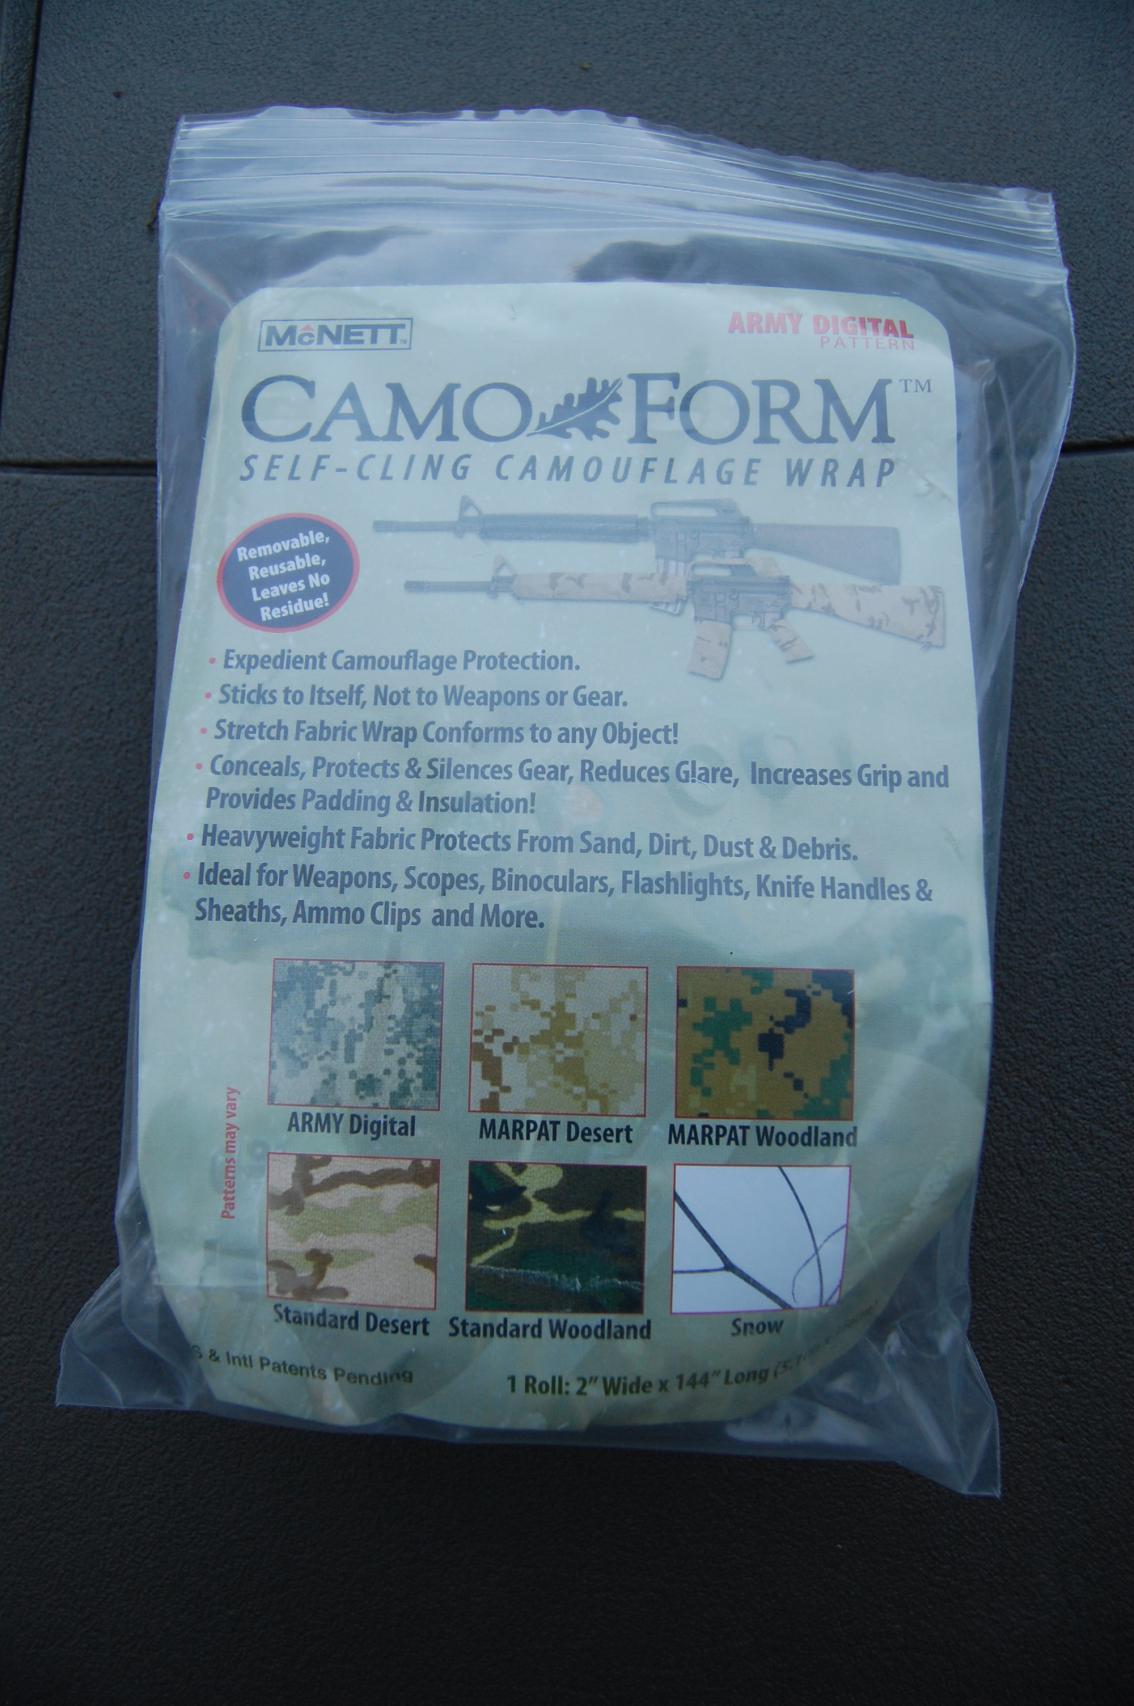 McNETT
ARMY DIGITAL
PATTERN
CAMO FORM™
SELF-CLING CAMOUFLAGE WRAP
Removable,
Reusable,
Leaves No
Residue!
• Expedient Camouflage Protection.
• Sticks to Itself, Not to Weapons or Gear.
• Stretch Fabric Wrap Conforms to any Object!
• Conceals, Protects & Silences Gear, Reduces Glare, Increases Grip and
Provides Padding & Insulation!
• Heavyweight Fabric Protects From Sand, Dirt, Dust & Debris.
• Ideal for Weapons, Scopes, Binoculars, Flashlights, Knife Handles &
Sheaths, Ammo Clips and More.
Patterns may vary
ARMY Digital
MARPAT Desert
MARPAT Woodland
Standard Desert
Standard Woodland
Snow
& Intl Patents Pending
1 Roll: 2" Wide x 144" Long